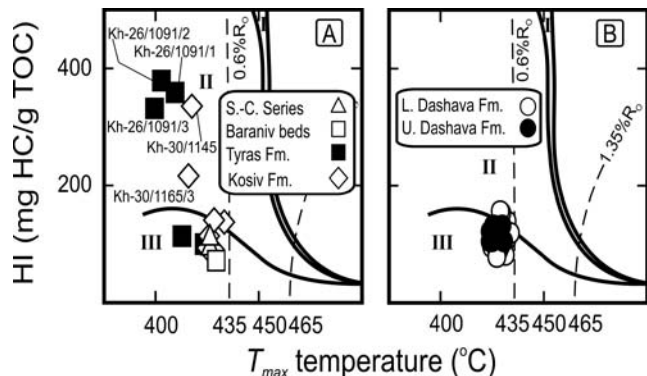 HI (mg HC/g TOC)
400
200
Kh-26/1091/2
Kh-26/1091/1
II
Kh-26/1091/3
Kh-30/1145
Kh-30/1165/3
III
0.6%Ro
I
A
S.-C. Series
Baraniv beds
Tyras Fm.
Kosiv Fm.
400
435
450
465
0.6%Ro
I
B
L. Dashava Fm.
U. Dashava Fm.
1.35%Ro
II
III
400
435
450
465
Tmax temperature (°C)